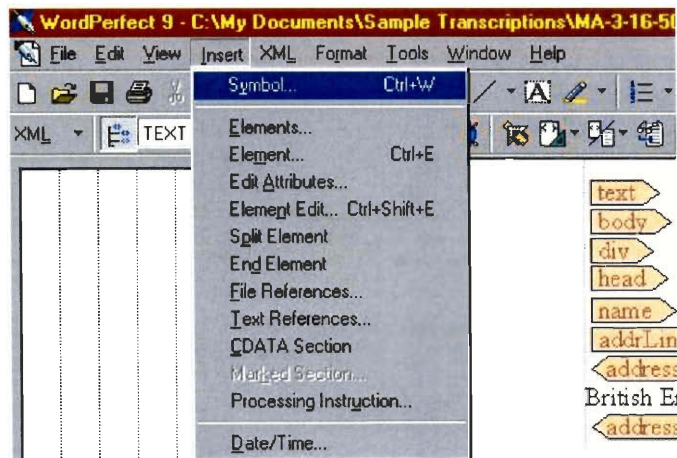 WordPerfect 9 - C:\My Documents\Sample Transcriptions\MA-3-16-50
File Edit View Insert XML Format Tools Window Help
Symbol... Ctrl+W
XML TEXT
Elements...
Element... Ctrl+E
Edit Attributes...
Element Edit... Ctrl+Shift+E
Split Element
End Element
File References...
Text References...
CDATA Section
Marked Section...
Processing Instruction...
Date/Time...
text
body
div
head
name
addrLin
address
British E
address